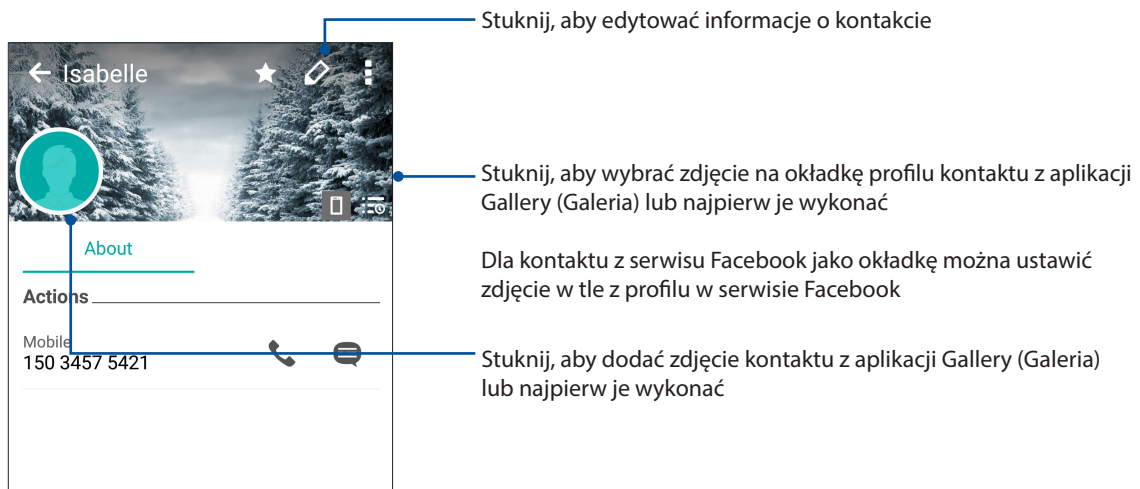 Stuknij, aby edytować informacje o kontakcie
Isabelle
Stuknij, aby wybrać zdjęcie na okładkę profilu kontaktu z aplikacji
Gallery (Galeria) lub najpierw je wykonać
About
Dla kontaktu z serwisu Facebook jako okładkę można ustawić
zdjęcie w tle z profilu w serwisie Facebook
Actions
Mobile
150 3457 5421
Stuknij, aby dodać zdjęcie kontaktu z aplikacji Gallery (Galeria)
lub najpierw je wykonać